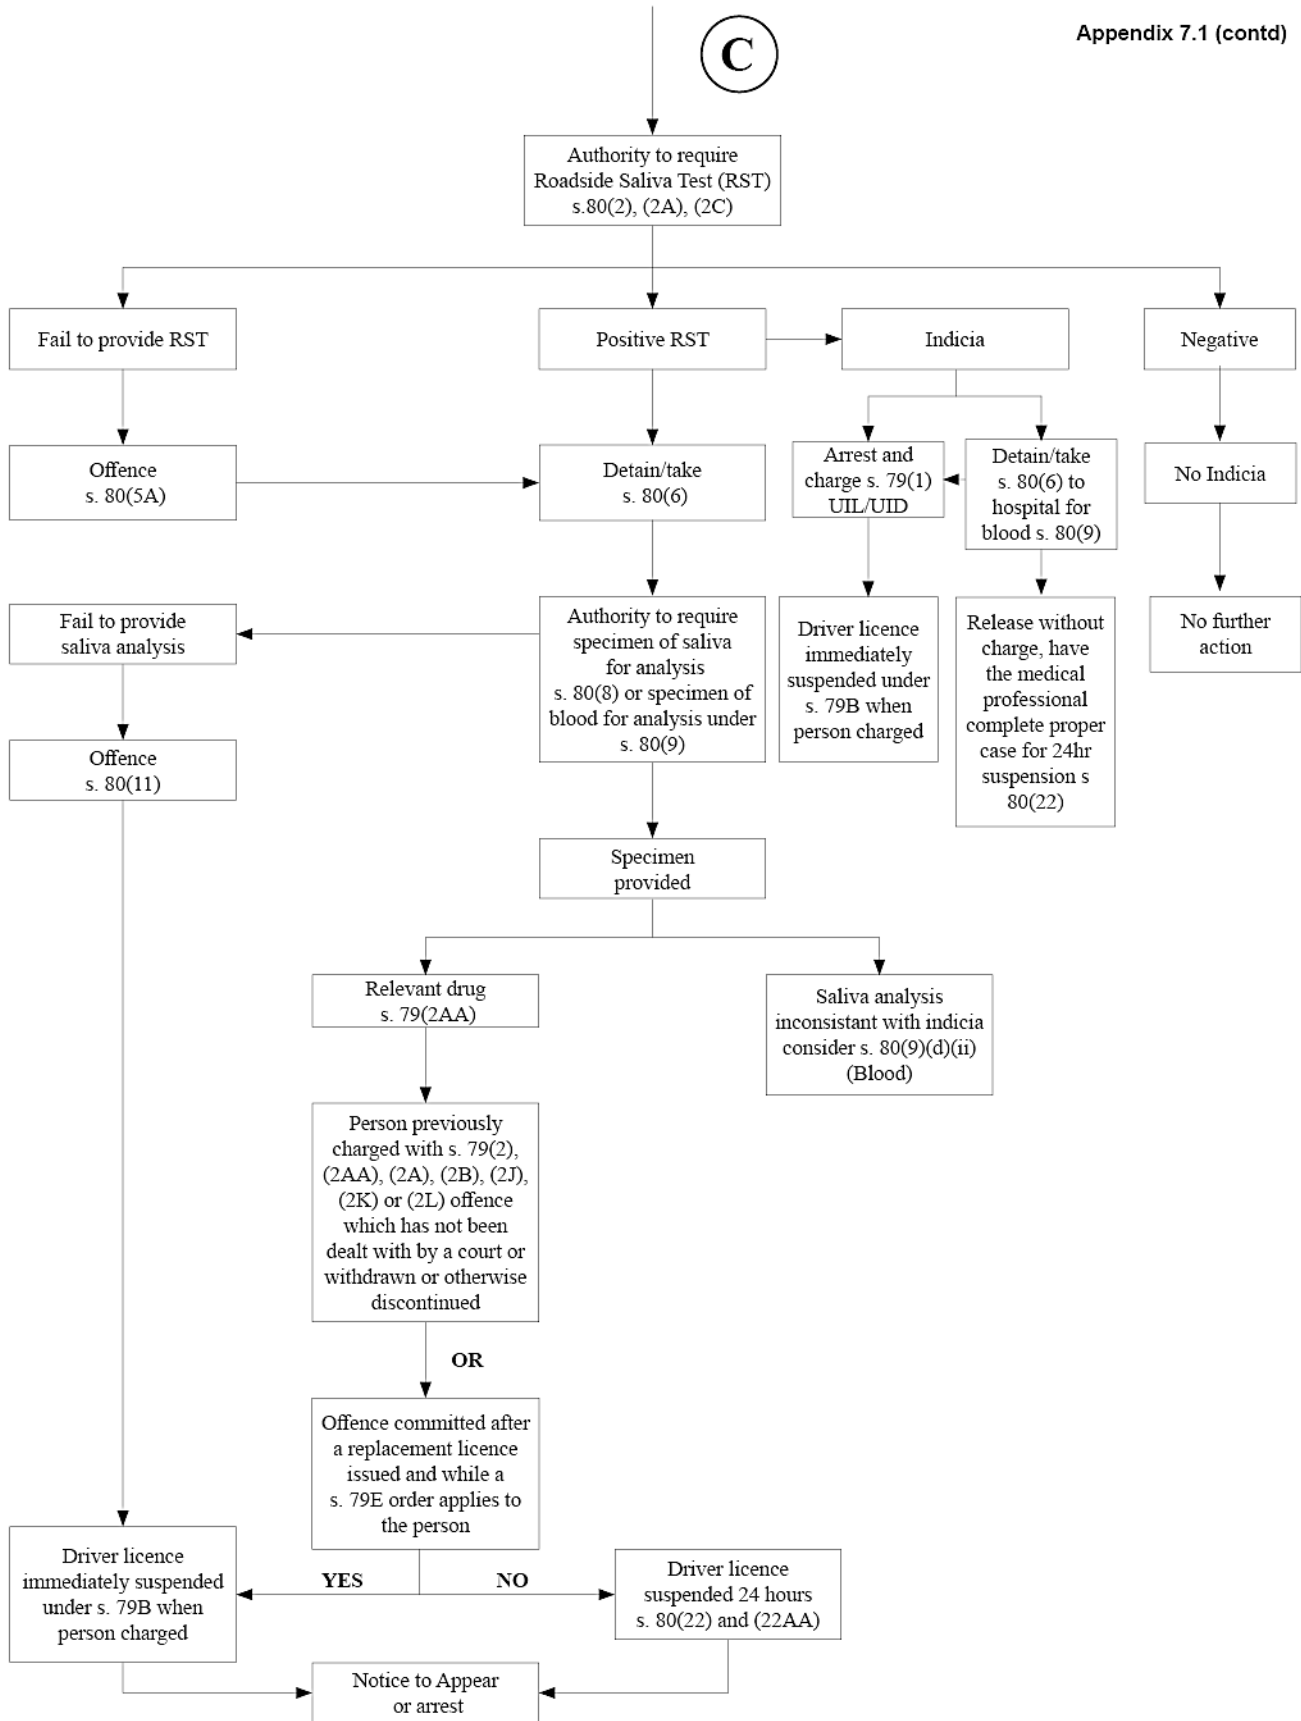 Appendix 7.1 (contd)
C
Authority to require
Roadside Saliva Test (RST)
s.80(2), (2A), (2C)
Fail to provide RST
Positive RST
Indicia
Negative
Offence
s. 80(5A)
Detain/take
s. 80(6)
Arrest and
charge s. 79(1)
UIL/UID
Detain/take
s. 80(6) to
hospital for
blood s. 80(9)
No Indicia
Fail to provide
saliva analysis
Authority to require
specimen of saliva
for analysis
s. 80(8) or specimen of
blood for analysis under
s. 80(9)
Driver licence
immediately
suspended under
s. 79B when
person charged
Release without
charge, have
the medical
professional
complete proper
case for 24hr
suspension s
80(22)
No further
action
Offence
s. 80(11)
Specimen
provided
Relevant drug
s. 79(2AA)
Saliva analysis
inconsistant with indicia
consider s. 80(9)(d)(ii)
(Blood)
Person previously
charged with s. 79(2),
(2AA), (2A), (2B), (2J),
(2K) or (2L) offence
which has not been
dealt with by a court or
withdrawn or otherwise
discontinued
OR
Offence committed after
a replacement licence
issued and while a
s. 79E order applies to
the person
Driver licence
immediately suspended
under s. 79B when
person charged
YES
NO
Driver licence
suspended 24 hours
s. 80(22) and (22AA)
Notice to Appear
or arrest